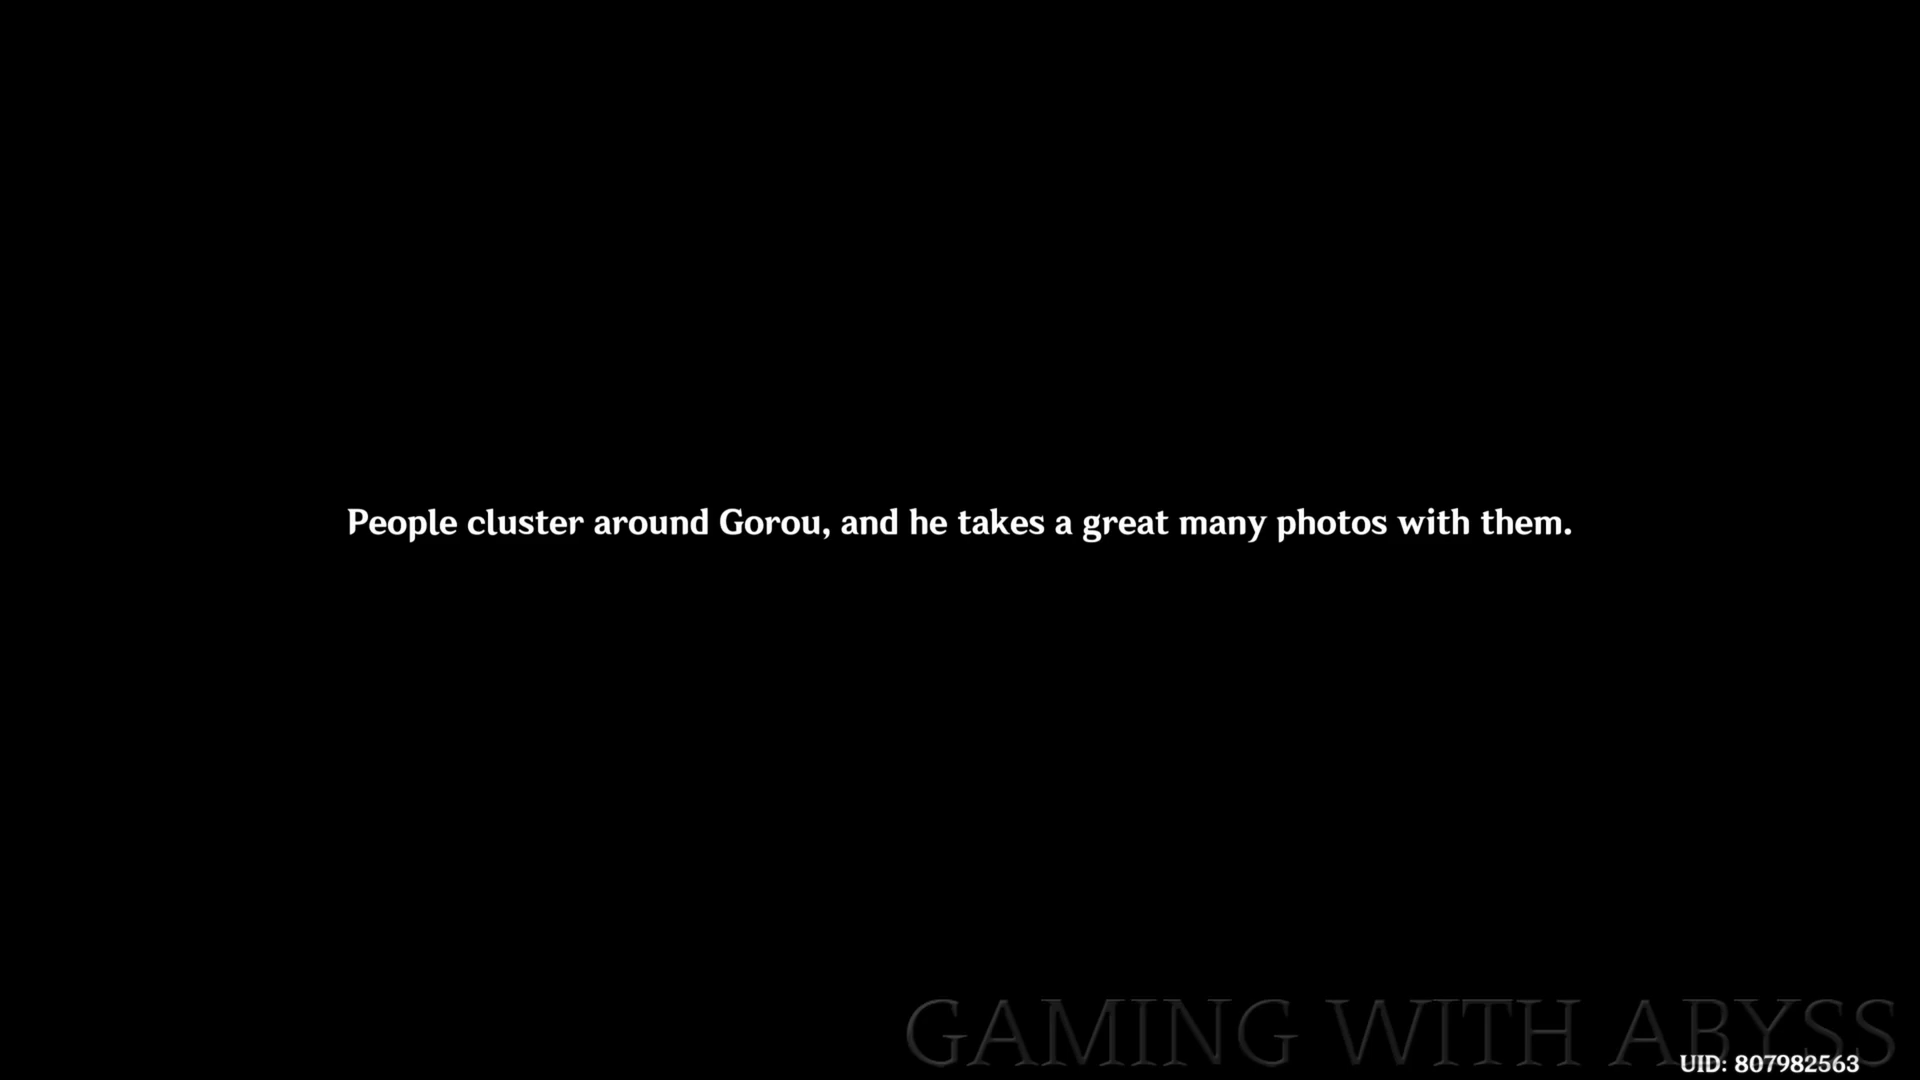 People cluster around Gorou, and he takes a great many photos with them.
GAMING WITH ABYSS
UID: 807982563